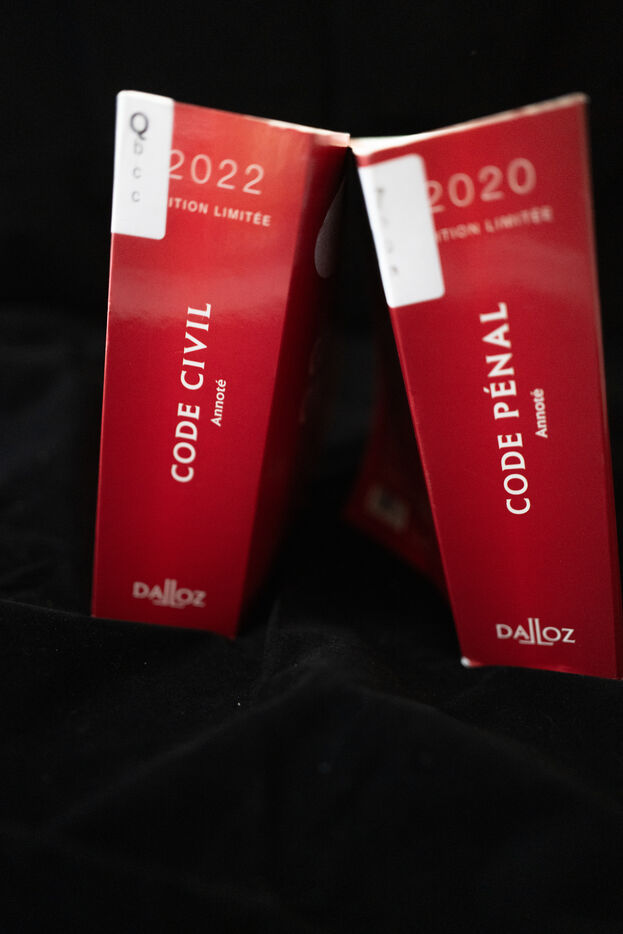 Q
b
c
c
2022
ITION LIMITÉE
CODE CIVIL
Annoté
DALLOZ
2020
ITION LIMITÉE
CODE PÉNAL
Annoté
DALLOZ